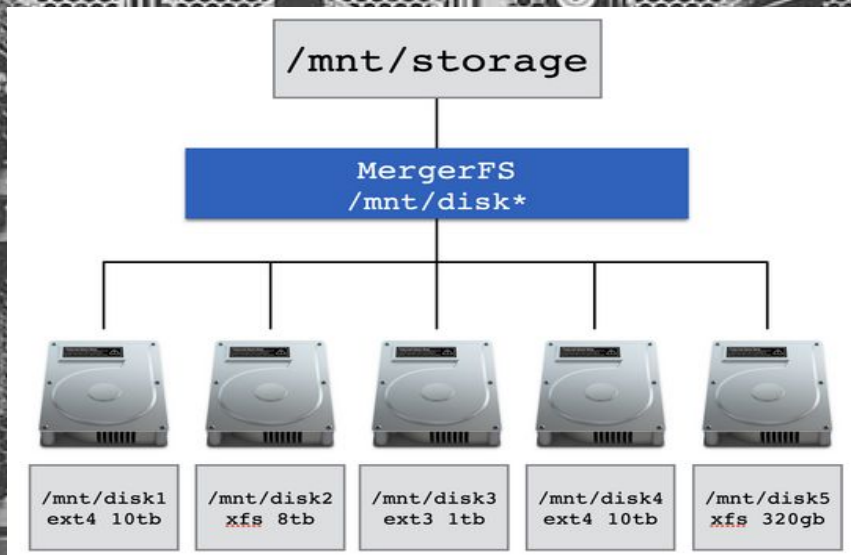 /mnt/storage
MergerFS
/mnt/disk*
/mnt/disk1
ext4 10tb
/mnt/disk2
xfs 8tb
/mnt/disk3
ext3 1tb
/mnt/disk4
ext4 10tb
/mnt/disk5
xfs 320gb